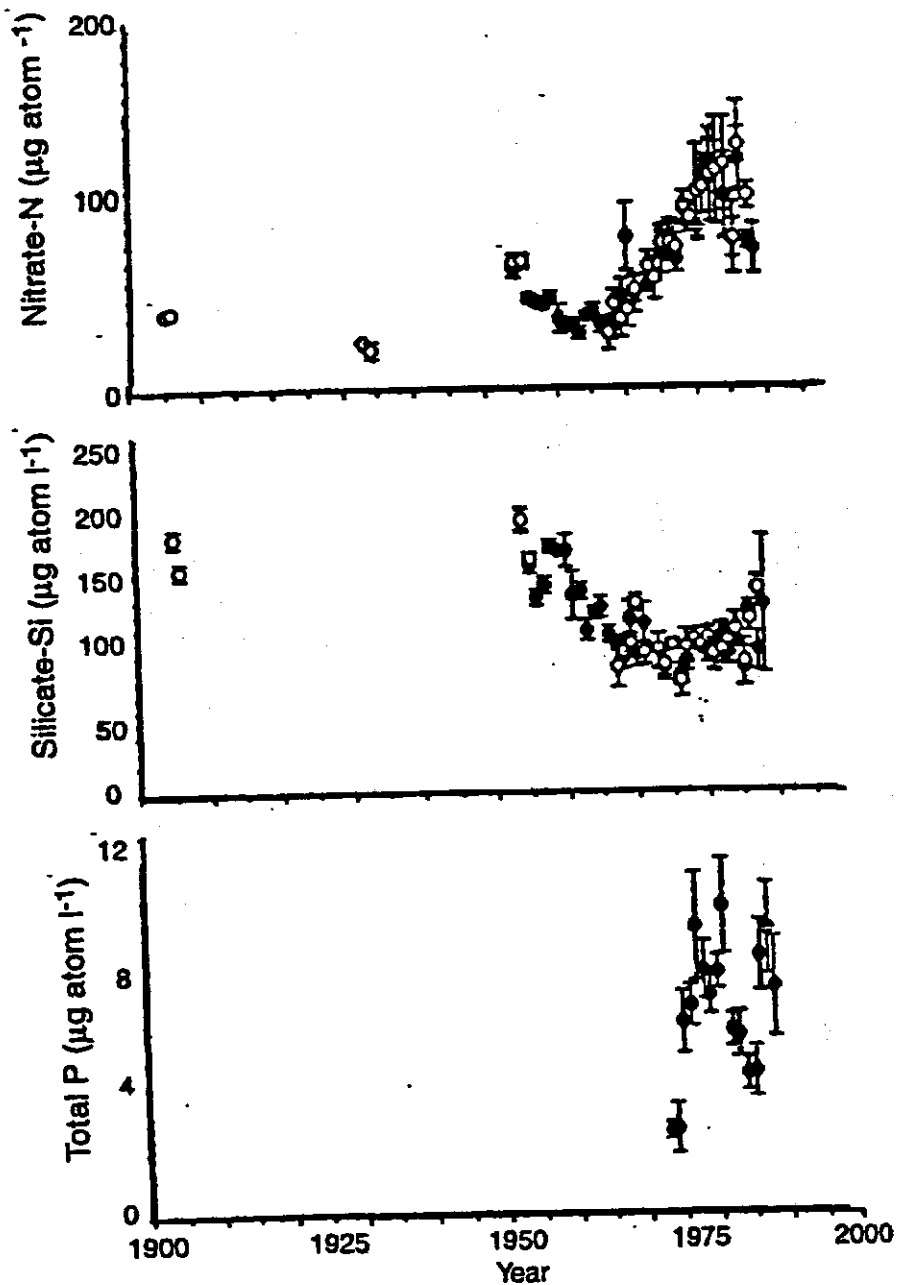 Nitrate-N (µg atom -1)
200
100
0
Silicate-Si (µg atom l-1)
250
200
150
100
50
0
Total P (µg atom l-1)
12
8
4
0
1900 1925 1950 1975 2000
Year